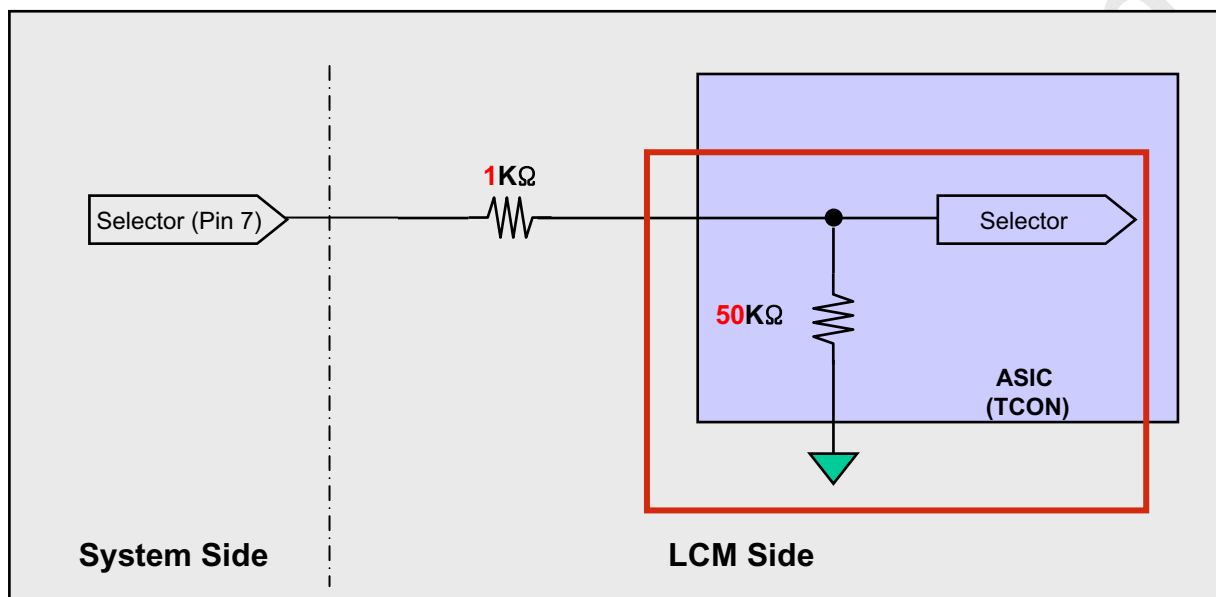 1KΩ
Selector (Pin 7)
Selector
50KΩ
ASIC
(TCON)
System Side
LCM Side